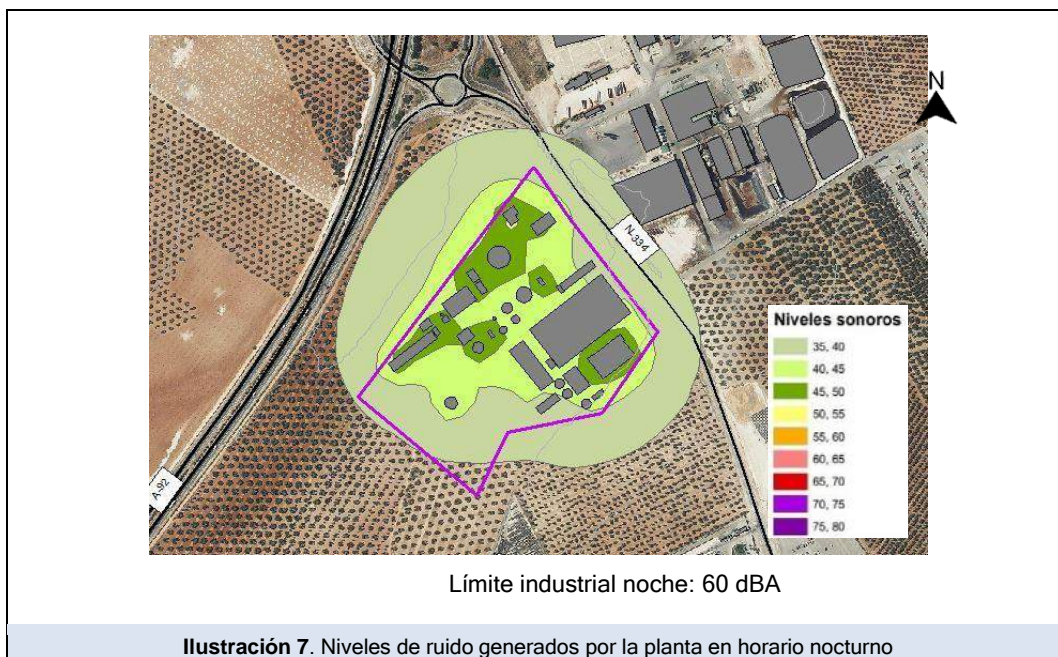 N
N-334
A-92
Niveles sonoros
35, 40
40, 45
45, 50
50, 55
55, 60
60, 65
65, 70
70, 75
75, 80
Límite industrial noche: 60 dBA
Ilustración 7. Niveles de ruido generados por la planta en horario nocturno